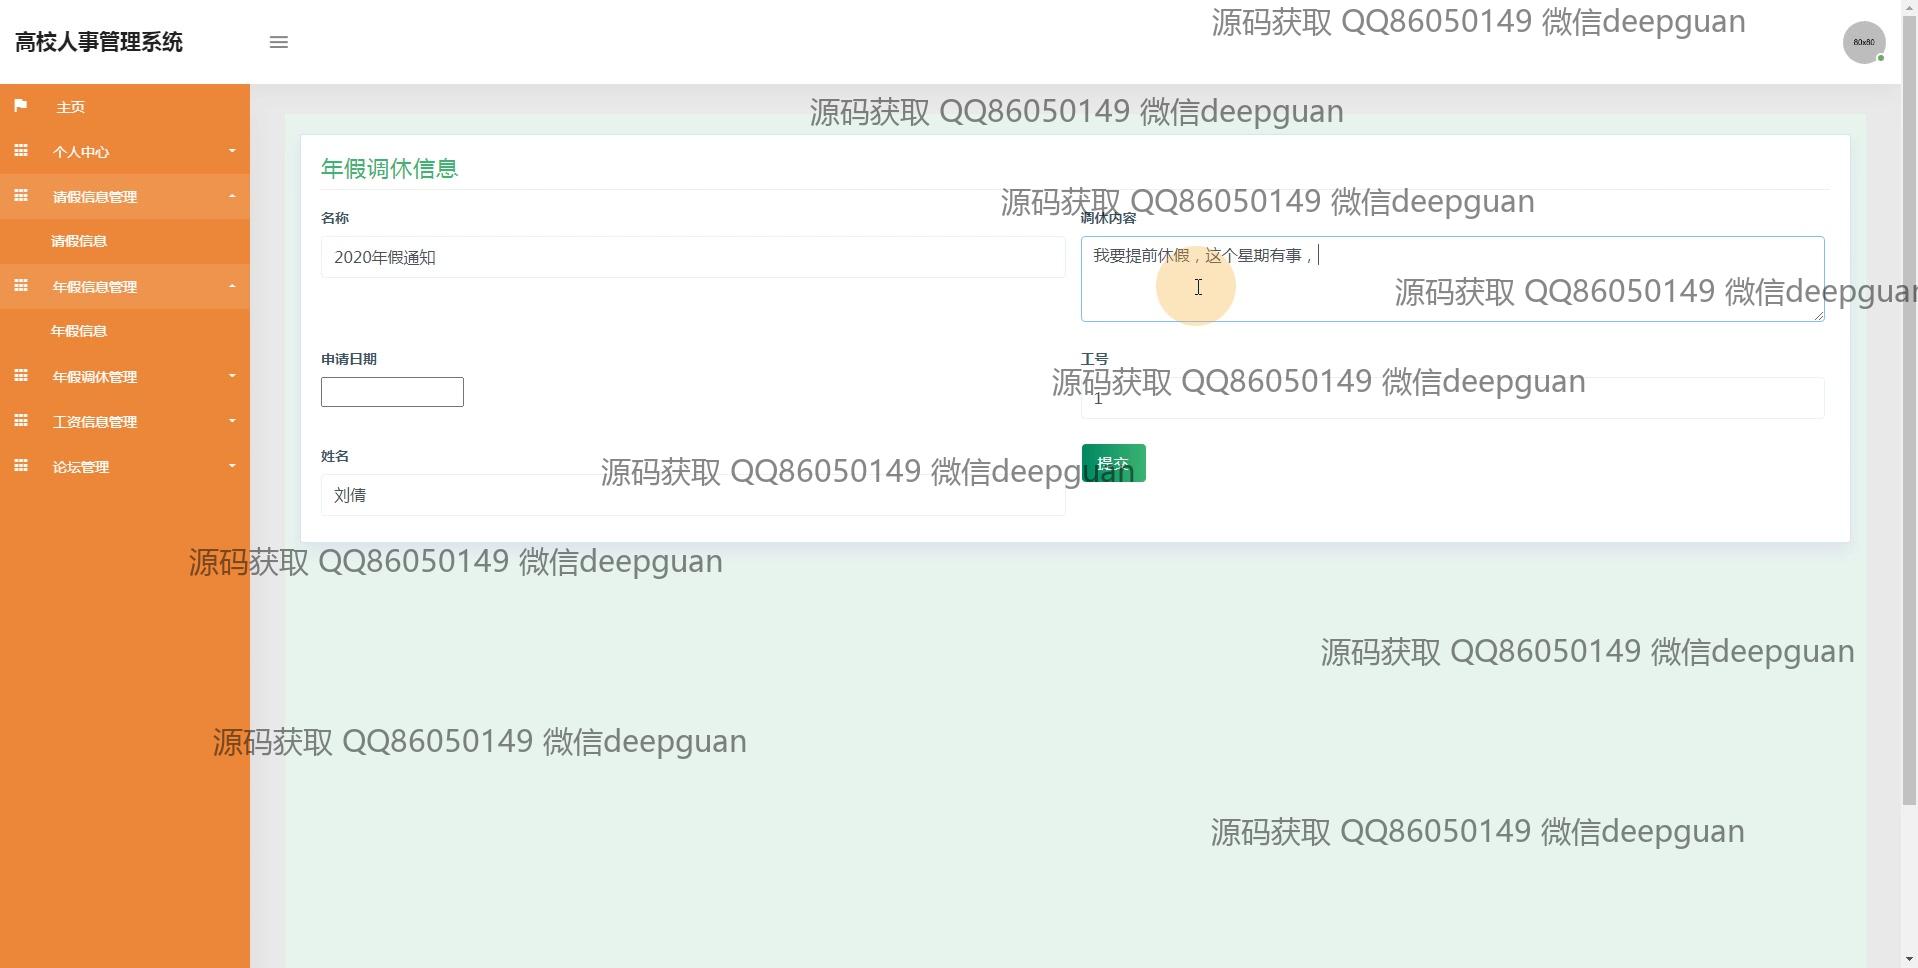 源码获取 QQ86050149 微信deepguan
高校人事管理系统
80x80
主页
源码获取 QQ86050149 微信deepguan
个人中心
年假调休信息
请假信息管理
源码获取 QQ86050149 微信deepguan
名称
调休内容
请假信息
2020年假通知
我要提前休假，这个星期有事，
年假信息管理
源码获取 QQ86050149 微信deepguan
年假信息
申请日期
工号
年假调休管理
源码获取 QQ86050149 微信deepguan
1
工资信息管理
姓名
提交
论坛管理
源码获取 QQ86050149 微信deepguan
刘倩
源码获取 QQ86050149 微信deepguan
源码获取 QQ86050149 微信deepguan
源码获取 QQ86050149 微信deepguan
源码获取 QQ86050149 微信deepguan